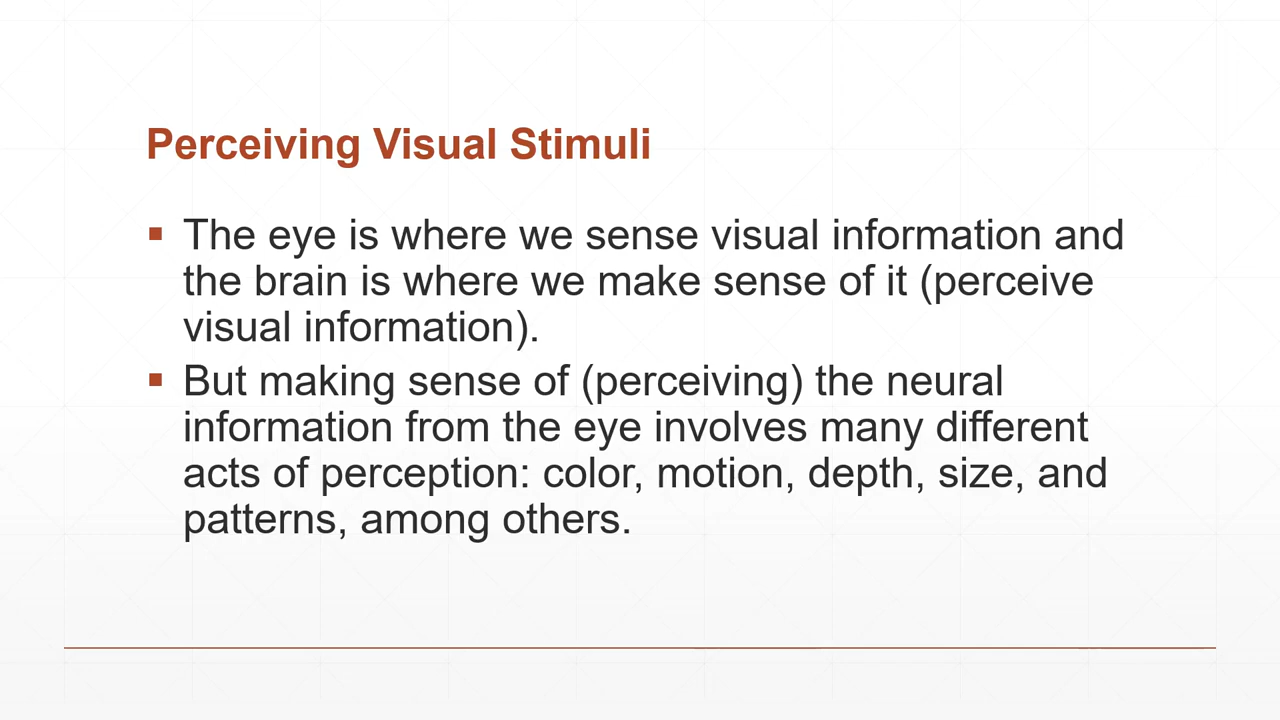 Perceiving Visual Stimuli
▪ The eye is where we sense visual information and
the brain is where we make sense of it (perceive
visual information).
▪ But making sense of (perceiving) the neural
information from the eye involves many different
acts of perception: color, motion, depth, size, and
patterns, among others.